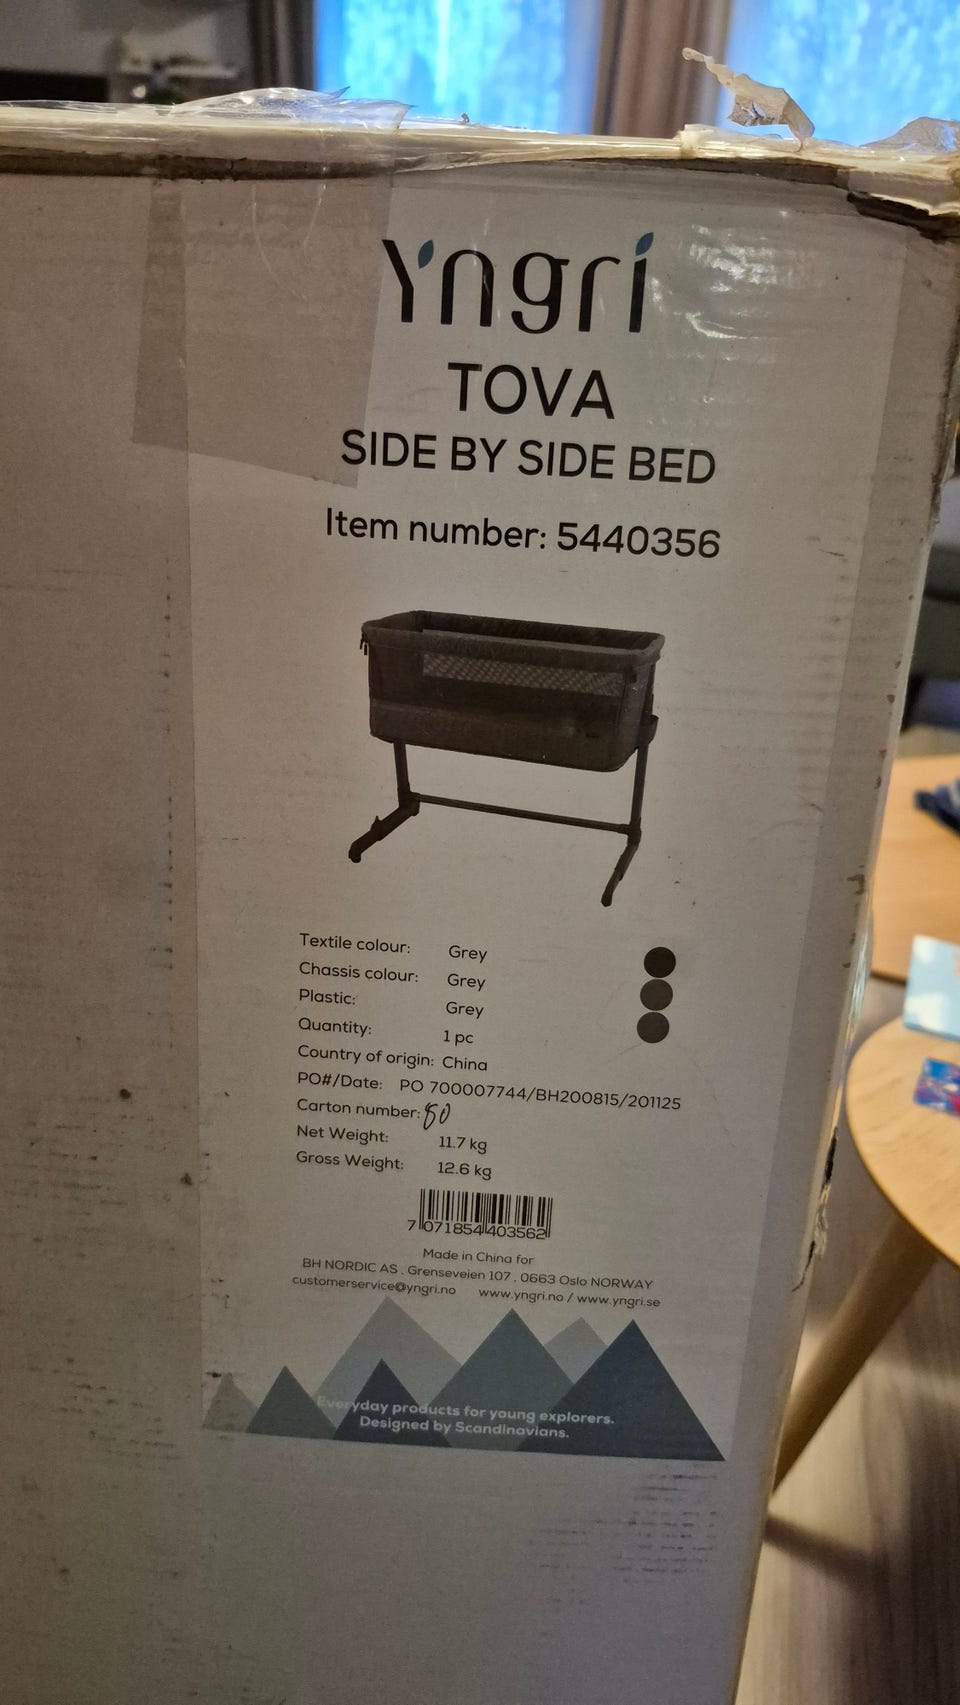 Yngri
TOVA
SIDE BY SIDE BED
Item number: 5440356
Textile colour: Grey
Chassis colour: Grey
Plastic: Grey
Quantity: 1 pc
Country of origin: China
PO#/Date: PO 700007744/BH200815/201125
Carton number: 80
Net Weight: 11.7 kg
Gross Weight: 12.6 kg
7 071854 403562
Made in China for
BH NORDIC AS . Grenseveien 107 , 0663 Oslo NORWAY
customerservice@yngri.no www.yngri.no / www.yngri.se
Everyday products for young explorers.
Designed by Scandinavians.